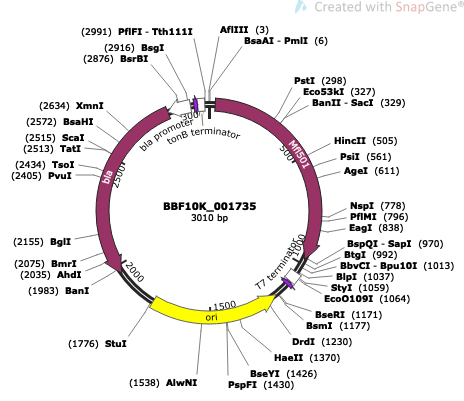 Created with SnapGene®
(2991) PflFI - Tth111I
(2916) BsgI
(2876) BsrBI
AflIII (3)
BsaAI - PmlI (6)
PstI (298)
Eco53kI (327)
BanII - SacI (329)
HincII (505)
PsiI (561)
AgeI (611)
NspI (778)
PflMI (796)
EagI (838)
BspQI - SapI (970)
BtgI (992)
BbvCI - Bpu10I (1013)
BlpI (1037)
StyI (1059)
EcoO109I (1064)
BseRI (1171)
BsmI (1177)
DrdI (1230)
HaeII (1370)
BseYI (1426)
PspFI (1430)
(1538) AlwNI
(1776) StuI
(1983) BanI
(2035) AhdI
(2075) BmrI
(2155) BglI
(2405) PvuI
(2434) TsoI
(2513) TatI
(2515) ScaI
(2572) BsaHI
(2634) XmnI
bla promoter
tonB terminator
Mfl501
T7 terminator
ori
bla
500
1000
1500
2000
2500
BBF10K_001735
3010 bp